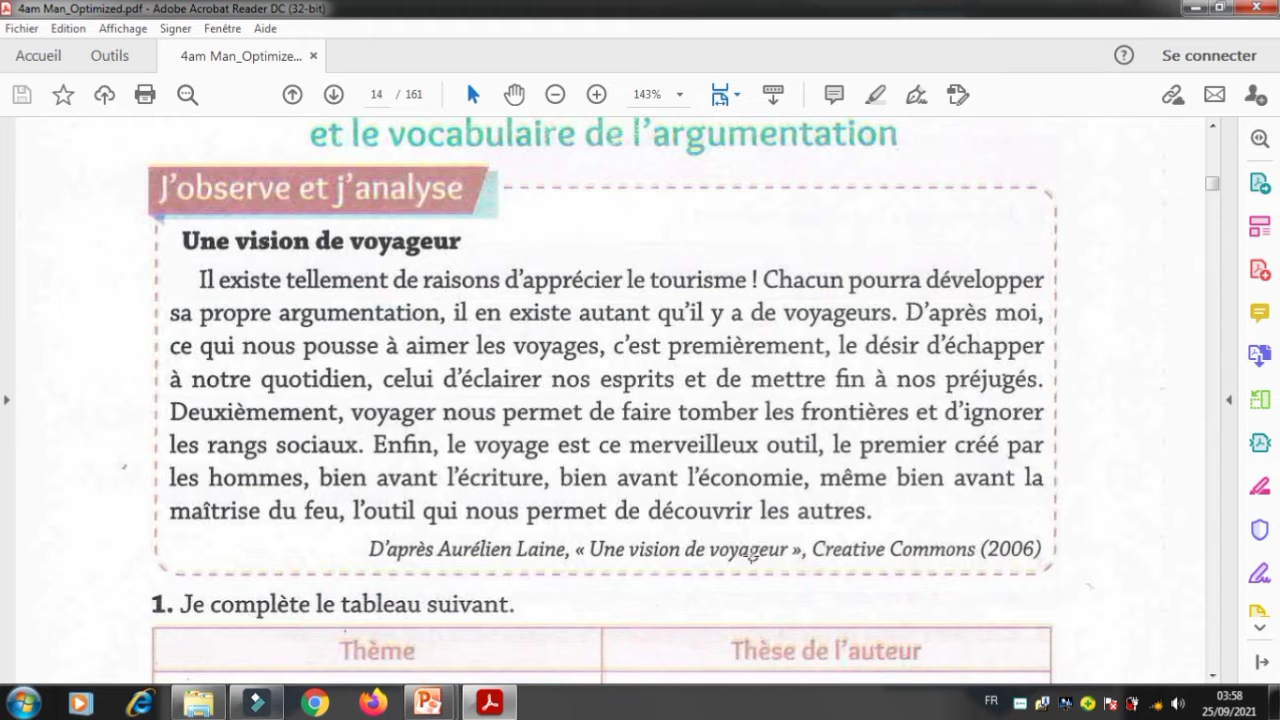 4am Man_Optimized.pdf - Adobe Acrobat Reader DC (32-bit)
Fichier Edition Affichage Signer Fenêtre Aide
Accueil Outils 4am Man_Optimize... × Se connecter
14 / 161 143%
et le vocabulaire de l'argumentation
J'observe et j'analyse
Une vision de voyageur
Il existe tellement de raisons d'apprécier le tourisme ! Chacun pourra développer
sa propre argumentation, il en existe autant qu'il y a de voyageurs. D'après moi,
ce qui nous pousse à aimer les voyages, c'est premièrement, le désir d'échapper
à notre quotidien, celui d'éclairer nos esprits et de mettre fin à nos préjugés.
Deuxièmement, voyager nous permet de faire tomber les frontières et d'ignorer
les rangs sociaux. Enfin, le voyage est ce merveilleux outil, le premier créé par
les hommes, bien avant l'écriture, bien avant l'économie, même bien avant la
maîtrise du feu, l'outil qui nous permet de découvrir les autres.
D'après Aurélien Laine, « Une vision de voyageur », Creative Commons (2006)
1. Je complète le tableau suivant.
Thème Thèse de l'auteur
FR 03:58
25/09/2021